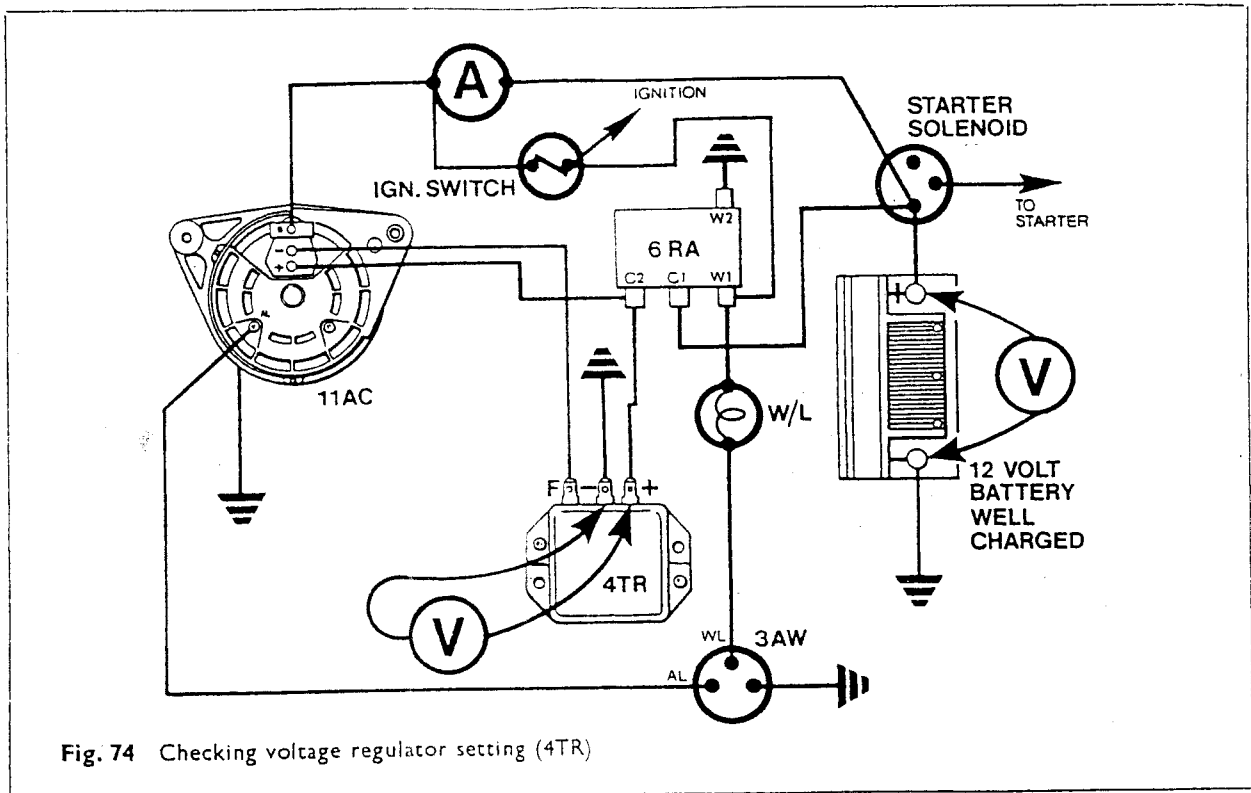 A
IGNITION
STARTER
SOLENOID
IGN. SWITCH
TO
STARTER
W2
6 RA
C2 C1 W1
-
+
AL
11AC
+
V
W/L
12 VOLT
BATTERY
WELL
CHARGED
F - +
4TR
V
WL
3AW
AL
Fig. 74 Checking voltage regulator setting (4TR)